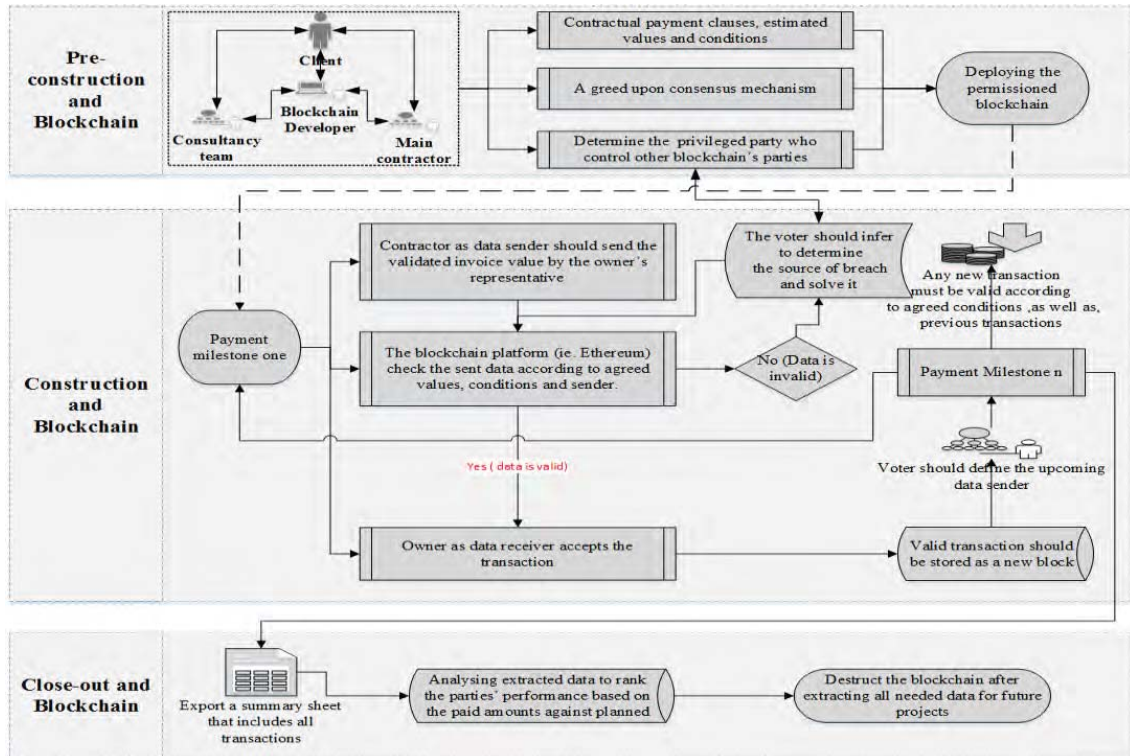 Pre-
construction
and
Blockchain
Client
Blockchain
Developer
Consultancy
team
Main
contractor
Contractual payment clauses, estimated
values and conditions
A greed upon consensus mechanism
Determine the privileged party who
control other blockchain's parties
Deploying the
permissioned
blockchain
Construction
and
Blockchain
Payment
milestone one
Contractor as data sender should send the
validated invoice value by the owner's
representative
The blockchain platform (ie. Ethereum)
check the sent data according to agreed
values, conditions and sender.
Yes ( data is valid)
Owner as data receiver accepts the
transaction
The voter should infer
to determine
the source of breach
and solve it
No (Data is
invalid)
Any new transaction
must be valid according
to agreed conditions ,as well as,
previous transactions
Payment Milestone n
Voter should define the upcoming
data sender
Valid transaction should
be stored as a new block
Close-out and
Blockchain
Export a summary sheet
that includes all
transactions
Analysing extracted data to rank
the parties' performance based on
the paid amounts against planned
Destruct the blockchain after
extracting all needed data for future
projects